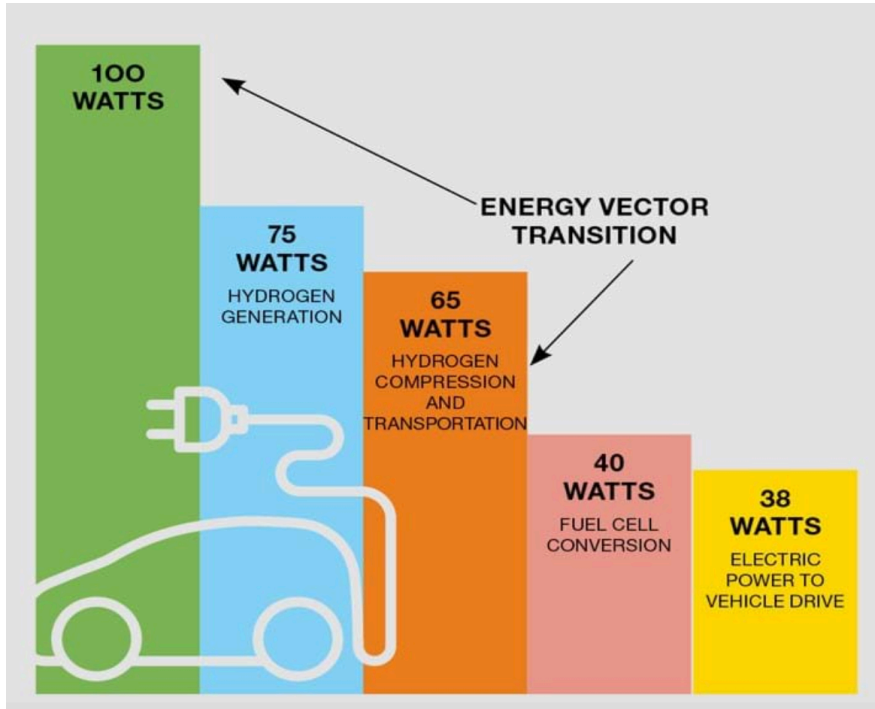 100
WATTS
ENERGY VECTOR
TRANSITION
75
WATTS
HYDROGEN
GENERATION
65
WATTS
HYDROGEN
COMPRESSION
AND
TRANSPORTATION
40
WATTS
FUEL CELL
CONVERSION
38
WATTS
ELECTRIC
POWER TO
VEHICLE DRIVE